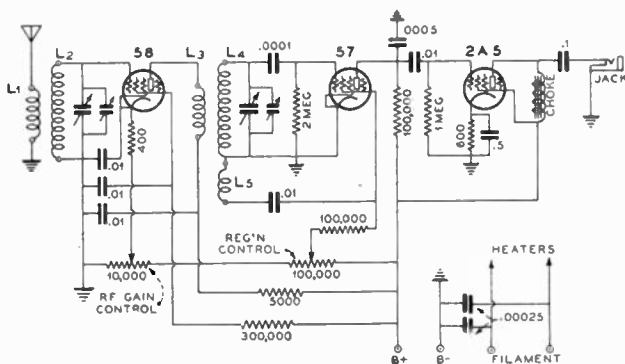 58
57
2A5
.0005
L2
L3
L4
.0001
.01
.1
L1
JACK
CHOKE
400
2 MEG
100,000
1 MEG
600
.5
.01
.01
.01
L5
.01
100,000
REG'N
CONTROL
10,000
100,000
HEATERS
RF GAIN
CONTROL
5000
.00025
300,000
B+
B-
FILAMENT